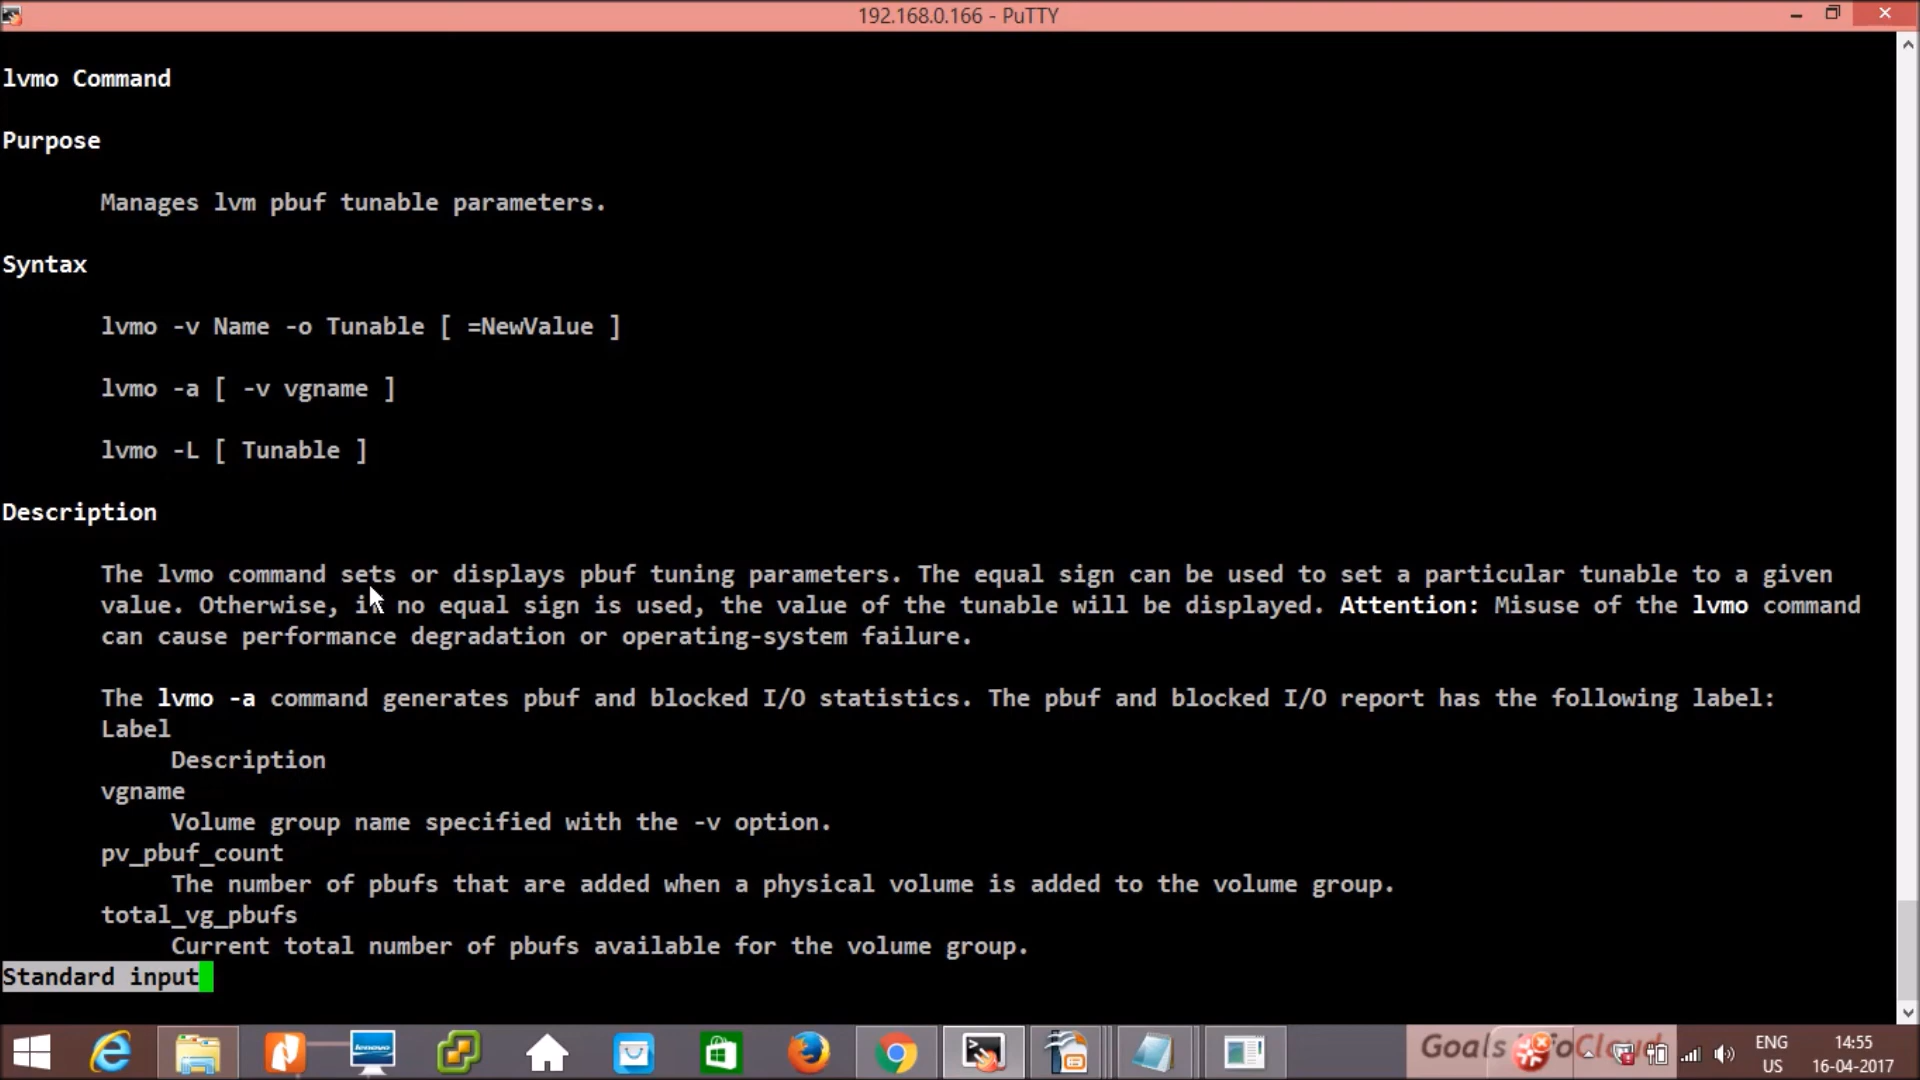 192.168.0.166 - PuTTY
lvmo Command
Purpose
Manages lvm pbuf tunable parameters.
Syntax
lvmo -v Name -o Tunable [ =NewValue ]
lvmo -a [ -v vgname ]
lvmo -L [ Tunable ]
Description
The lvmo command sets or displays pbuf tuning parameters. The equal sign can be used to set a particular tunable to a given
value. Otherwise, if no equal sign is used, the value of the tunable will be displayed. Attention: Misuse of the lvmo command
can cause performance degradation or operating-system failure.
The lvmo -a command generates pbuf and blocked I/O statistics. The pbuf and blocked I/O report has the following label:
Label
Description
vgname
Volume group name specified with the -v option.
pv_pbuf_count
The number of pbufs that are added when a physical volume is added to the volume group.
total_vg_pbufs
Current total number of pbufs available for the volume group.
Standard input
lenovo
Goals
ENG
US
14:55
16-04-2017